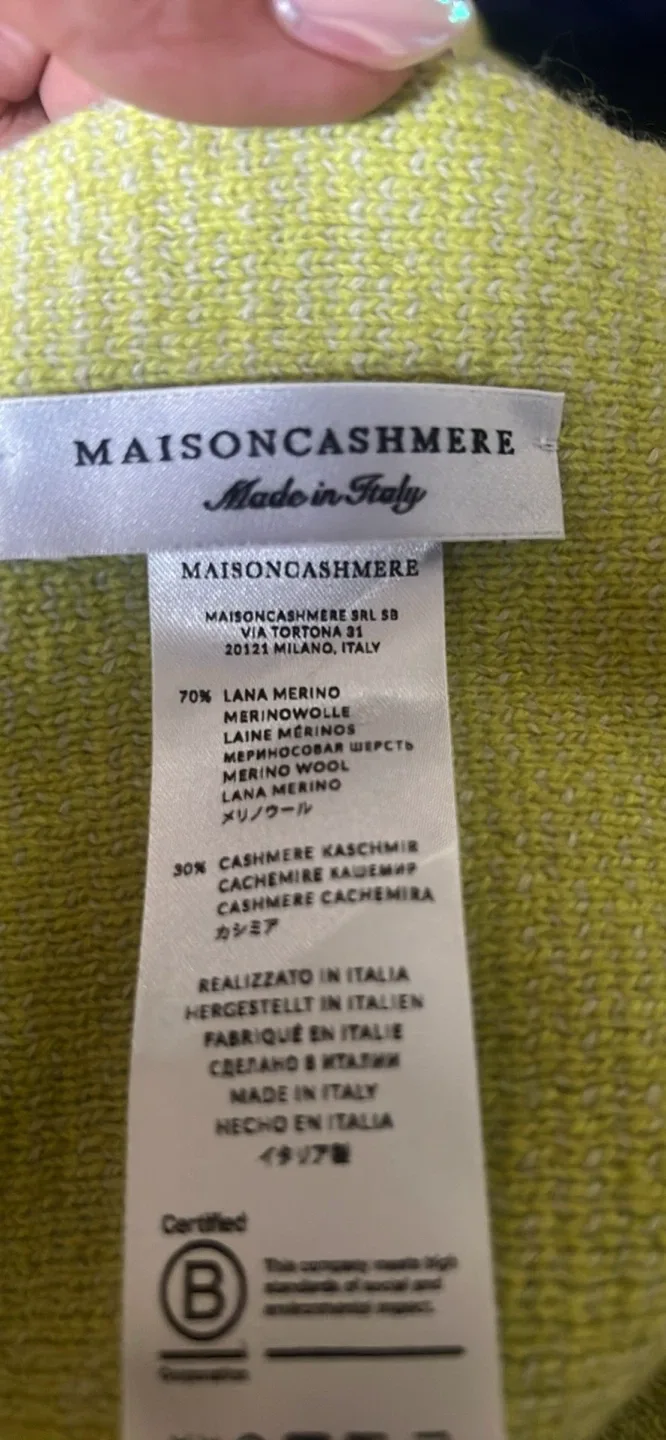 MAISONCASHMERE
Made in Italy
MAISONCASHMERE
MAISONCASHMERE SRL SB
VIA TORTONA 31
20121 MILANO, ITALY
70% LANA MERINO
MERINOWOLLE
LAINE MÉRINOS
МЕРИНОСОВАЯ ШЕРСТЬ
MERINO WOOL
LANA MERINO
メリノウール
30% CASHMERE KASCHMIR
CACHEMIRE КАШЕМИР
CASHMERE CACHEMIRA
カシミア
REALIZZATO IN ITALIA
HERGESTELLT IN ITALIEN
FABRIQUÉ EN ITALIE
СДЕЛАНО В ИТАЛИИ
MADE IN ITALY
HECHO EN ITALIA
イタリア製
Certified
B
This company meets high
standards of social and
environmental impact.
Corporation